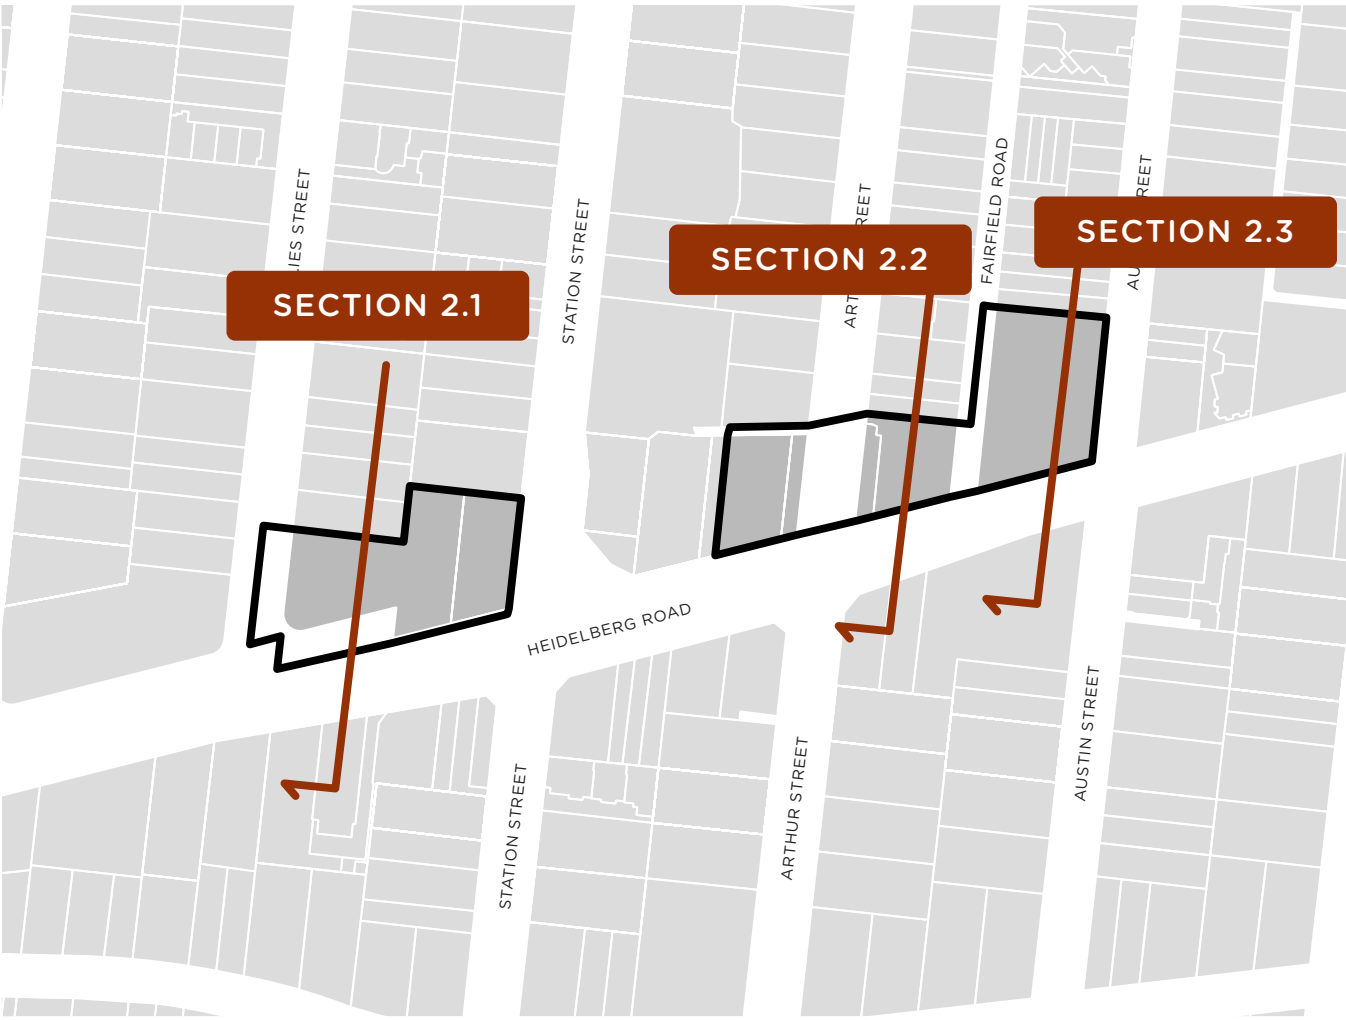 FAIRFIELD ROAD
STATION STREET
SECTION 2.3
SECTION 2.2
SECTION 2.1
HEIDELBERG ROAD
AUSTIN STREET
ARTHUR STREET
STATION STREET